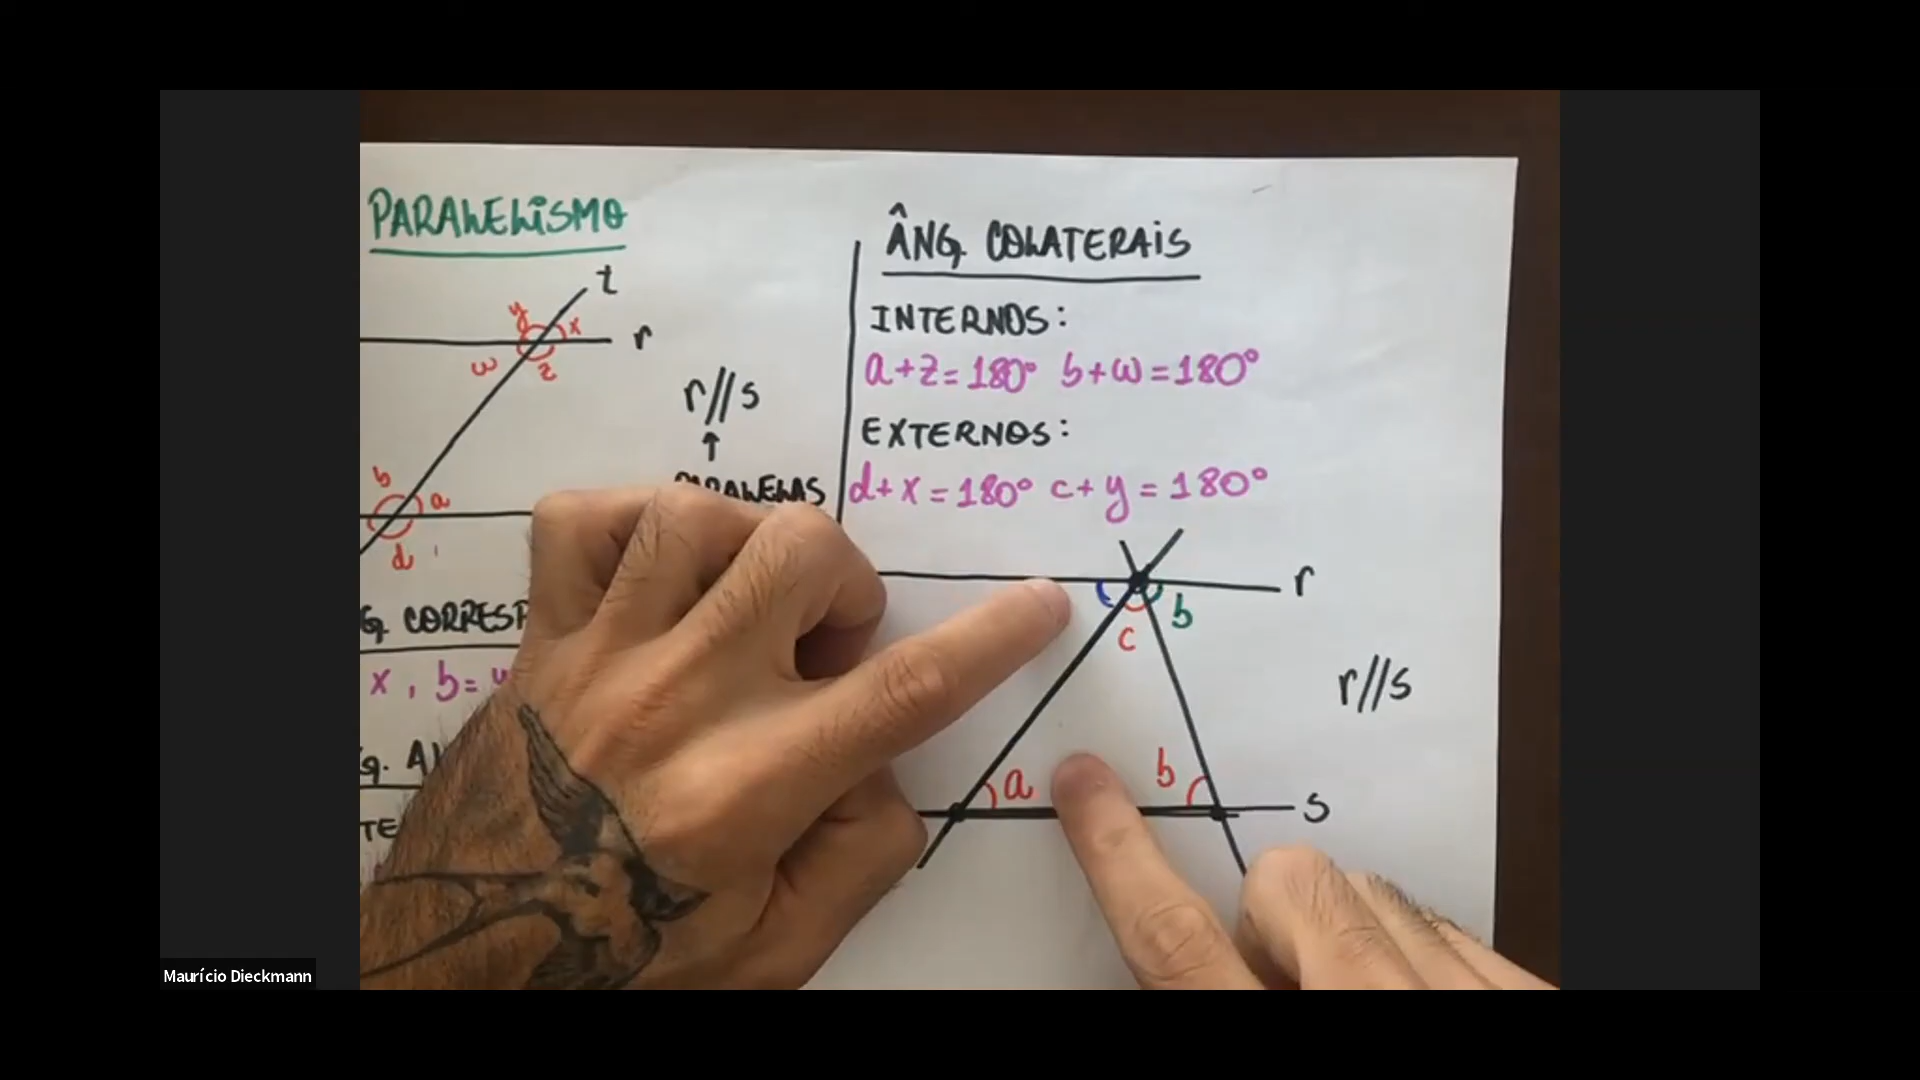 PARALELISMO
t
y x
r
w z
r//s
b
a
d
x, b=
ÂNG. COLATERAIS
INTERNOS:
a+z=180° b+w=180°
EXTERNOS:
d+x=180° c+y=180°
r
b
c
r//s
a b
s
Maurício Dieckmann